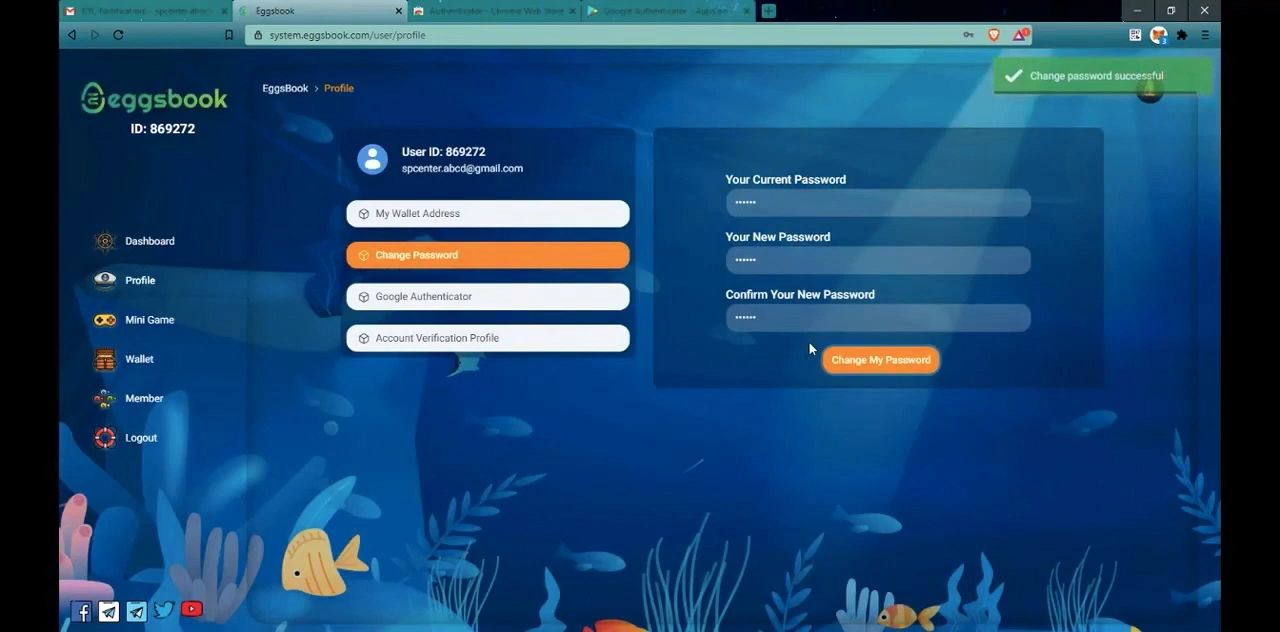 Eggsbook
system.eggsbook.com/user/profile
eggsbook
ID: 869272
EggsBook > Profile
Change password successful
User ID: 869272
spcenter.abcd@gmail.com
My Wallet Address
Change Password
Google Authenticator
Account Verification Profile
Your Current Password
Your New Password
Confirm Your New Password
Change My Password
Dashboard
Profile
Mini Game
Wallet
Member
Logout